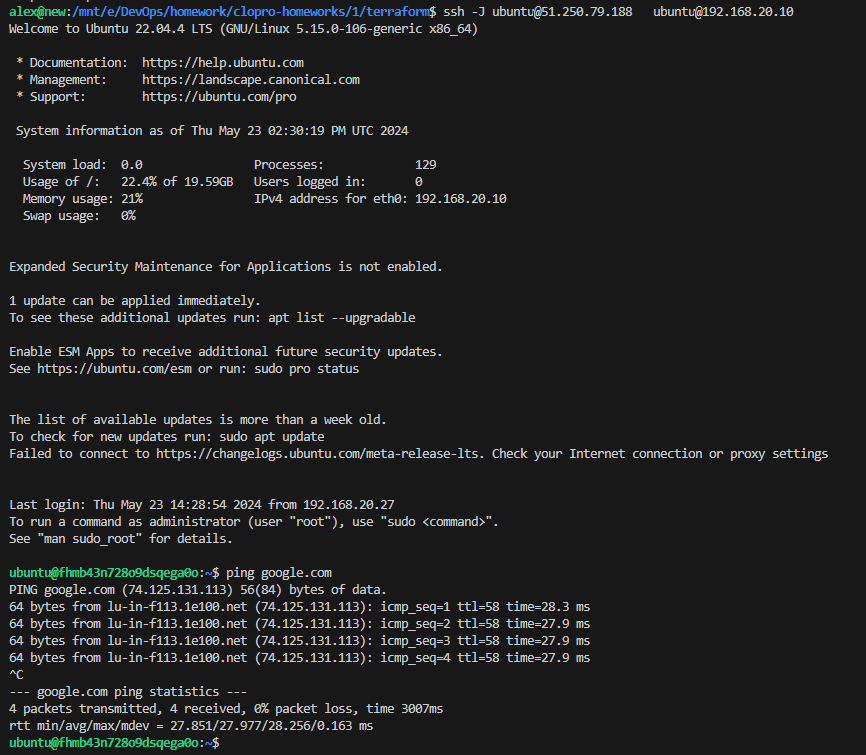 alex@new:/mnt/e/DevOps/homework/clopro-homeworks/1/terraform$ ssh -J ubuntu@51.250.79.188   ubuntu@192.168.20.10
Welcome to Ubuntu 22.04.4 LTS (GNU/Linux 5.15.0-106-generic x86_64)

 * Documentation:  https://help.ubuntu.com
 * Management:     https://landscape.canonical.com
 * Support:        https://ubuntu.com/pro

 System information as of Thu May 23 02:30:19 PM UTC 2024

  System load:  0.0                Processes:             129
  Usage of /:   22.4% of 19.59GB   Users logged in:       0
  Memory usage: 21%                IPv4 address for eth0: 192.168.20.10
  Swap usage:   0%


Expanded Security Maintenance for Applications is not enabled.

1 update can be applied immediately.
To see these additional updates run: apt list --upgradable

Enable ESM Apps to receive additional future security updates.
See https://ubuntu.com/esm or run: sudo pro status


The list of available updates is more than a week old.
To check for new updates run: sudo apt update
Failed to connect to https://changelogs.ubuntu.com/meta-release-lts. Check your Internet connection or proxy settings


Last login: Thu May 23 14:28:54 2024 from 192.168.20.27
To run a command as administrator (user "root"), use "sudo <command>".
See "man sudo_root" for details.

ubuntu@fhmb43n728o9dsqega0o:~$ ping google.com
PING google.com (74.125.131.113) 56(84) bytes of data.
64 bytes from lu-in-f113.1e100.net (74.125.131.113): icmp_seq=1 ttl=58 time=28.3 ms
64 bytes from lu-in-f113.1e100.net (74.125.131.113): icmp_seq=2 ttl=58 time=27.9 ms
64 bytes from lu-in-f113.1e100.net (74.125.131.113): icmp_seq=3 ttl=58 time=27.9 ms
64 bytes from lu-in-f113.1e100.net (74.125.131.113): icmp_seq=4 ttl=58 time=27.9 ms
^C
--- google.com ping statistics ---
4 packets transmitted, 4 received, 0% packet loss, time 3007ms
rtt min/avg/max/mdev = 27.851/27.977/28.256/0.163 ms
ubuntu@fhmb43n728o9dsqega0o:~$